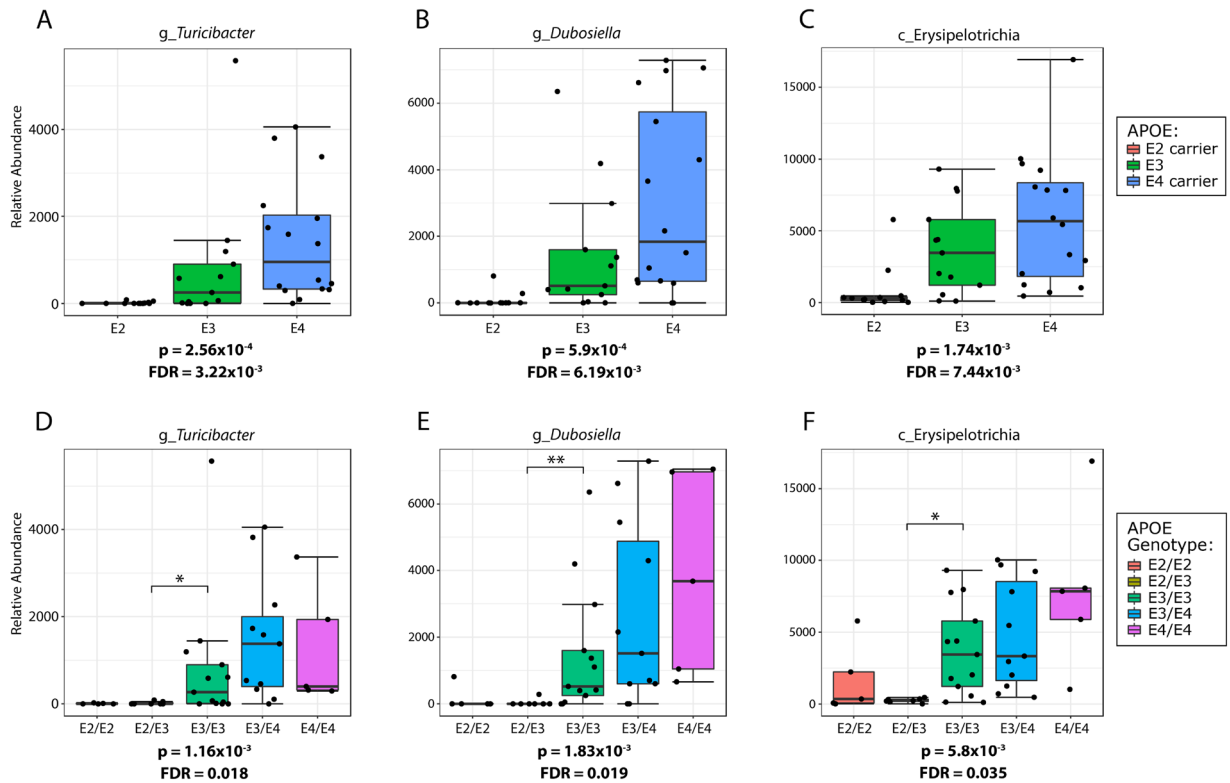 A
g_Turicibacter
Relative Abundance
4000
2000
0
E2
E3
E4
p = 2.56x10⁻⁴
FDR = 3.22x10⁻³
B
g_Dubosiella
6000
4000
2000
0
E2
E3
E4
p = 5.9x10⁻⁴
FDR = 6.19x10⁻³
C
c_Erysipelotrichia
15000
10000
5000
0
E2
E3
E4
p = 1.74x10⁻³
FDR = 7.44x10⁻³
APOE:
E2 carrier
E3
E4 carrier
D
g_Turicibacter
Relative Abundance
4000
2000
0
*
E2/E2
E2/E3
E3/E3
E3/E4
E4/E4
p = 1.16x10⁻³
FDR = 0.018
E
g_Dubosiella
6000
4000
2000
0
**
E2/E2
E2/E3
E3/E3
E3/E4
E4/E4
p = 1.83x10⁻³
FDR = 0.019
F
c_Erysipelotrichia
15000
10000
5000
0
*
E2/E2
E2/E3
E3/E3
E3/E4
E4/E4
p = 5.8x10⁻³
FDR = 0.035
APOE
Genotype:
E2/E2
E2/E3
E3/E3
E3/E4
E4/E4